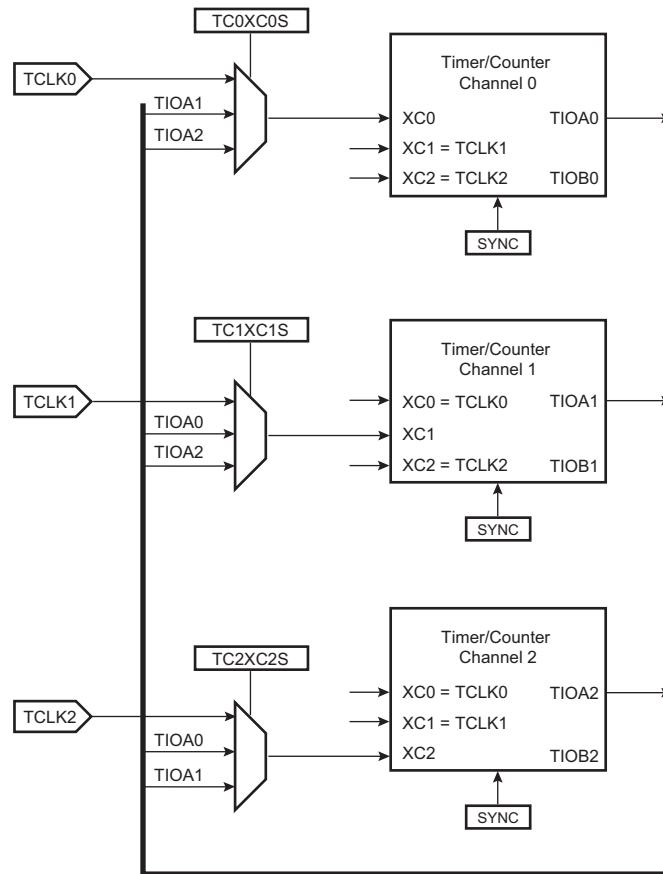 TC0XC0S
TCLK0
TIOA1
TIOA2
Timer/Counter
Channel 0
XC0
TIOA0
XC1 = TCLK1
XC2 = TCLK2
TIOB0
SYNC
TC1XC1S
TCLK1
TIOA0
TIOA2
Timer/Counter
Channel 1
XC0 = TCLK0
TIOA1
XC1
XC2 = TCLK2
TIOB1
SYNC
TC2XC2S
TCLK2
TIOA0
TIOA1
Timer/Counter
Channel 2
XC0 = TCLK0
TIOA2
XC1 = TCLK1
XC2
TIOB2
SYNC